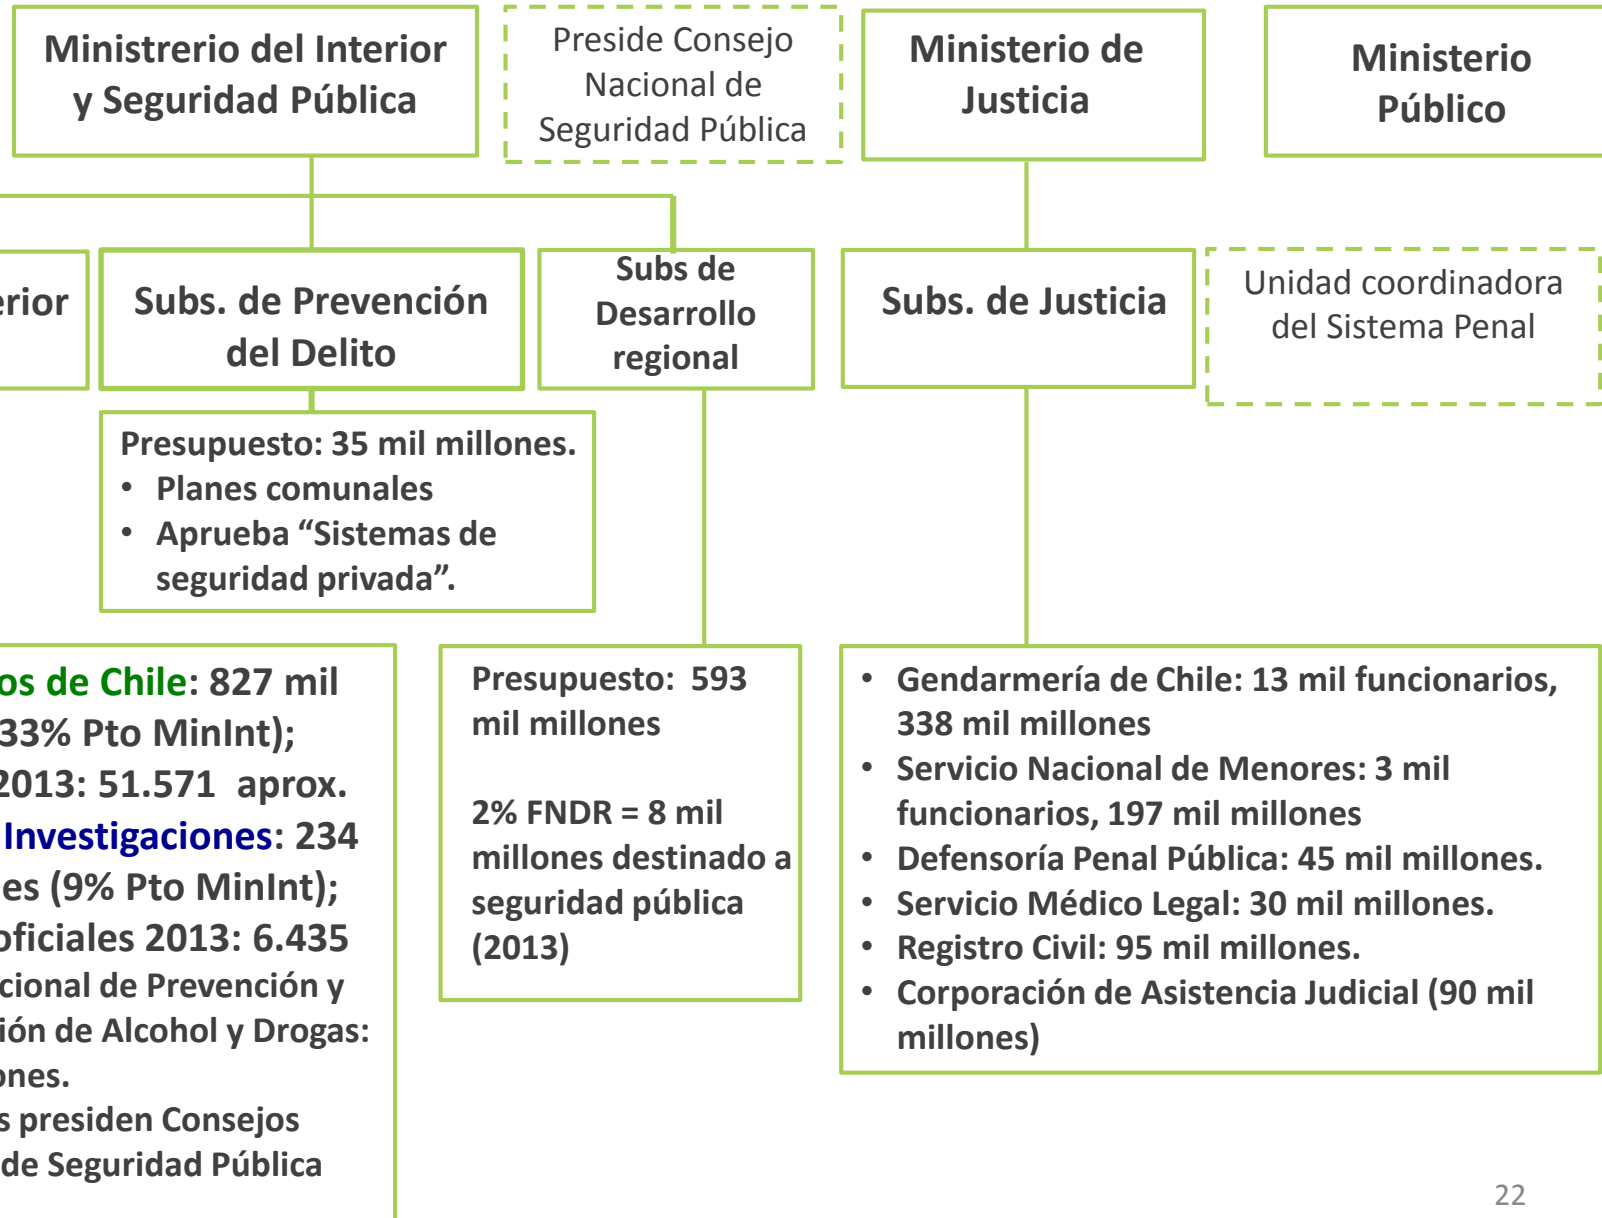 Ministrerio del Interior
y Seguridad Pública
Preside Consejo
Nacional de
Seguridad Pública
Ministerio de
Justicia
Ministerio
Público
erior
Subs. de Prevención
del Delito
Subs de
Desarrollo
regional
Subs. de Justicia
Unidad coordinadora
del Sistema Penal
Presupuesto: 35 mil millones.
• Planes comunales
• Aprueba “Sistemas de
seguridad privada”.
os de Chile: 827 mil
33% Pto MinInt);
2013: 51.571 aprox.
Investigaciones: 234
es (9% Pto MinInt);
oficiales 2013: 6.435
cional de Prevención y
ión de Alcohol y Drogas:
ones.
s presiden Consejos
de Seguridad Pública
Presupuesto: 593
mil millones
2% FNDR = 8 mil
millones destinado a
seguridad pública
(2013)
• Gendarmería de Chile: 13 mil funcionarios,
338 mil millones
• Servicio Nacional de Menores: 3 mil
funcionarios, 197 mil millones
• Defensoría Penal Pública: 45 mil millones.
• Servicio Médico Legal: 30 mil millones.
• Registro Civil: 95 mil millones.
• Corporación de Asistencia Judicial (90 mil
millones)
22